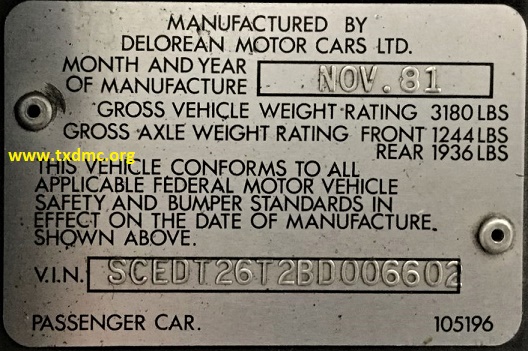 MANUFACTURED BY
DELOREAN MOTOR CARS LTD.
MONTH AND YEAR
OF MANUFACTURE NOV. 81
GROSS VEHICLE WEIGHT RATING 3180 LBS
GROSS AXLE WEIGHT RATING FRONT 1244 LBS
REAR 1936 LBS
www.txdmc.org
THIS VEHICLE CONFORMS TO ALL
APPLICABLE FEDERAL MOTOR VEHICLE
SAFETY AND BUMPER STANDARDS IN
EFFECT ON THE DATE OF MANUFACTURE
SHOWN ABOVE.
V.I.N. SCEDT26T2BD006602
PASSENGER CAR. 105196